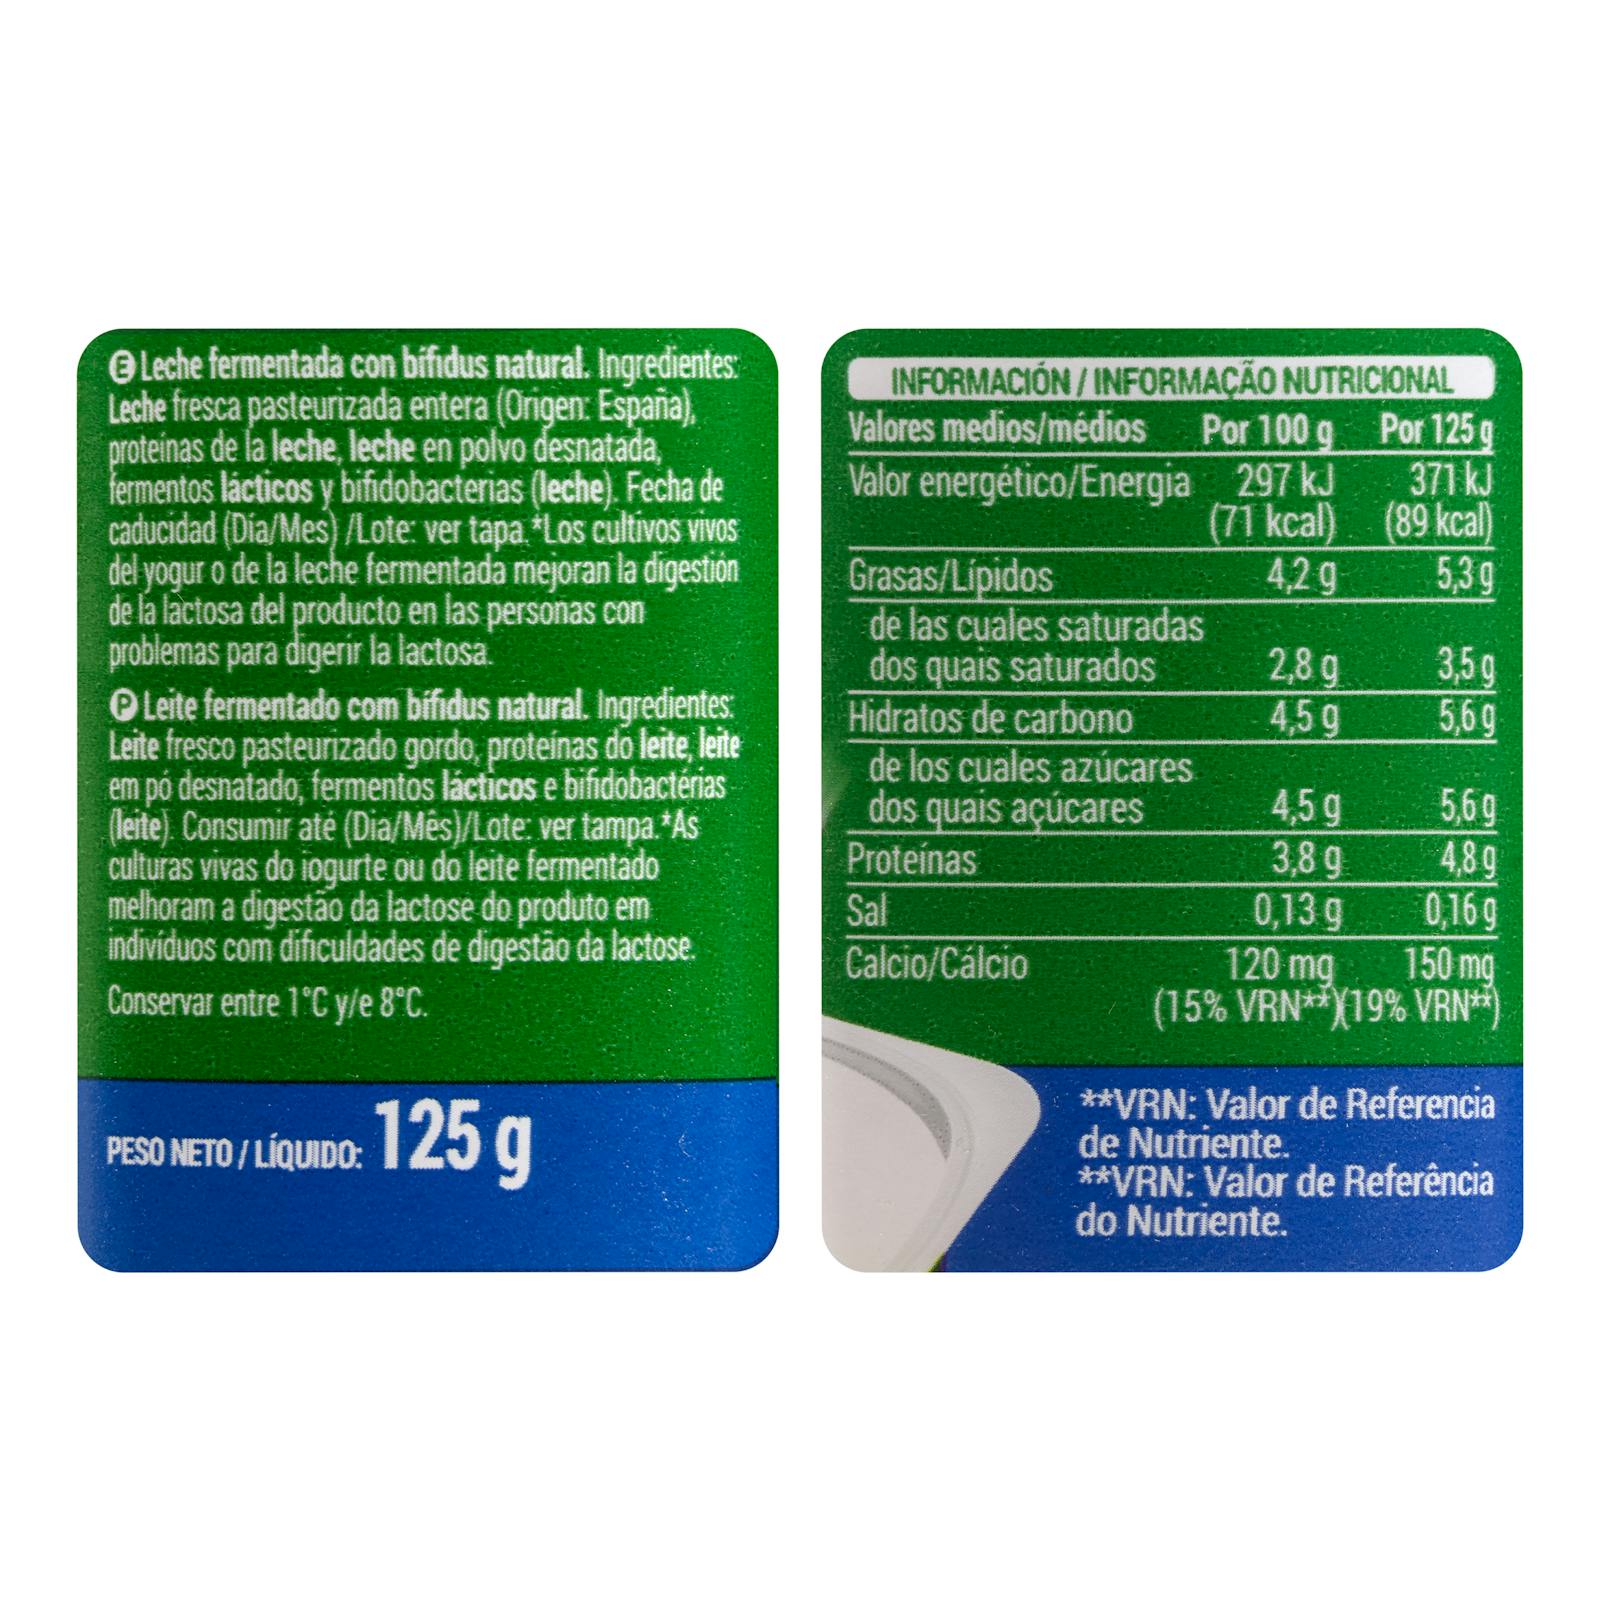 E Leche fermentada con bífidus natural. Ingredientes:
Leche fresca pasteurizada entera (Origen: España),
proteínas de la leche, leche en polvo desnatada,
fermentos lácticos y bifidobacterias (leche). Fecha de
caducidad (Día/Mes) /Lote: ver tapa.*Los cultivos vivos
del yogur o de la leche fermentada mejoran la digestión
de la lactosa del producto en las personas con
problemas para digerir la lactosa.
P Leite fermentado com bífidus natural. Ingredientes:
Leite fresco pasteurizado gordo, proteínas do leite, leite
em pó desnatado, fermentos lácticos e bifidobactérias
(leite). Consumir até (Dia/Mês)/Lote: ver tampa.*As
culturas vivas do iogurte ou do leite fermentado
melhoram a digestão da lactose do produto em
indivíduos com dificuldades de digestão da lactose.
Conservar entre 1°C y/e 8°C.
PESO NETO / LÍQUIDO: 125 g
INFORMACIÓN / INFORMAÇÃO NUTRICIONAL
Valores medios/médios Por 100 g Por 125 g
Valor energético/Energia 297 kJ 371 kJ
(71 kcal) (89 kcal)
Grasas/Lípidos 4,2 g 5,3 g
de las cuales saturadas
dos quais saturados 2,8 g 3,5 g
Hidratos de carbono 4,5 g 5,6 g
de los cuales azúcares
dos quais açúcares 4,5 g 5,6 g
Proteínas 3,8 g 4,8 g
Sal 0,13 g 0,16 g
Calcio/Cálcio 120 mg 150 mg
(15% VRN**)(19% VRN**)
**VRN: Valor de Referencia
de Nutriente.
**VRN: Valor de Referência
do Nutriente.